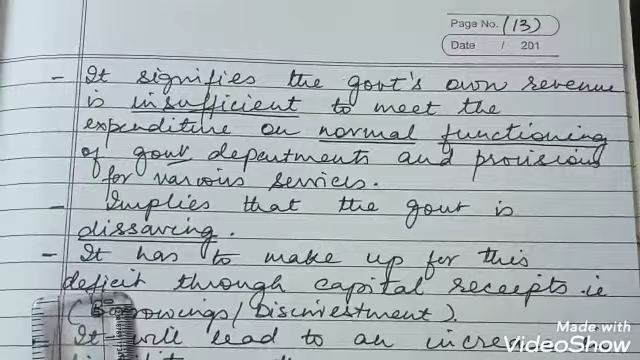 Page No. (13)
Date / 201
- It signifies the govt's own revenue
is insufficient to meet the
expenditure on normal functioning
of govt departments and provisions
for various services.
- Implies that the govt is
dissaving.
- It has to make up for this
deficit through capital receipts i.e
(Borrowings/Disinvestment).
- It will lead to an increase in
Made with
VideoShow